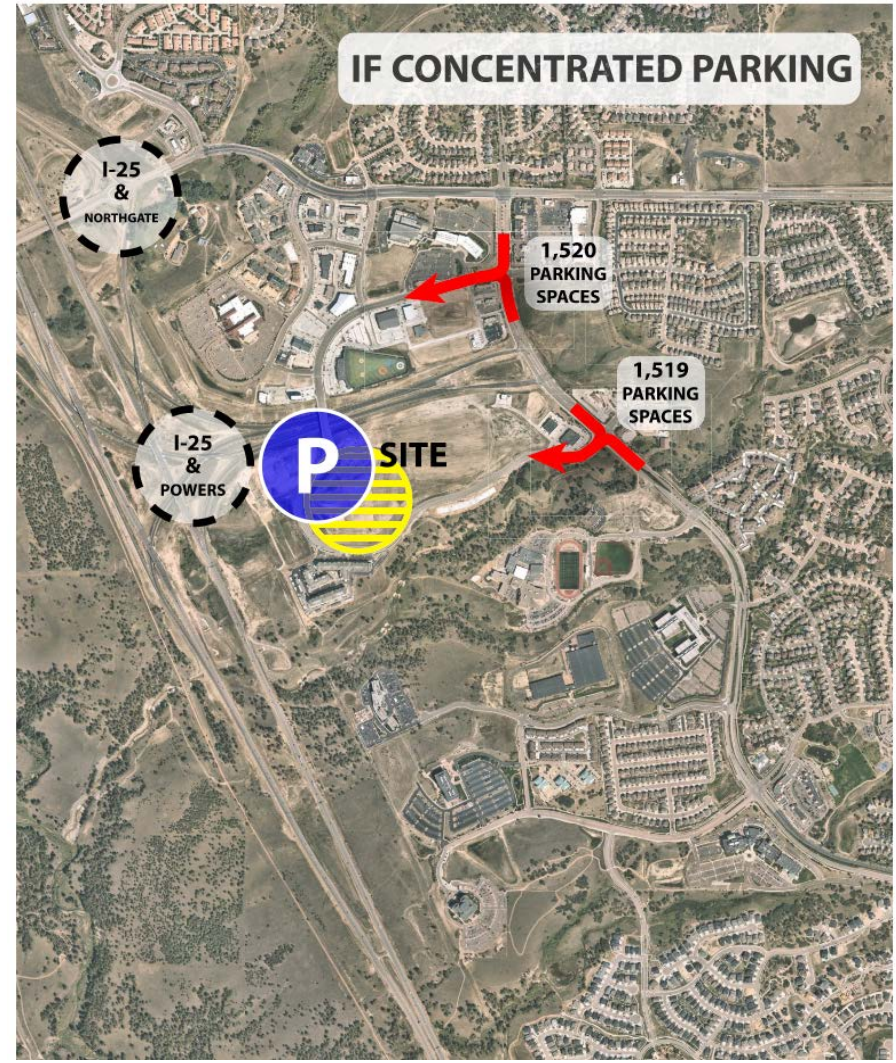 IF CONCENTRATED PARKING
I-25
&
NORTHGATE
1,520
PARKING
SPACES
1,519
PARKING
SPACES
I-25
&
POWERS
P
SITE